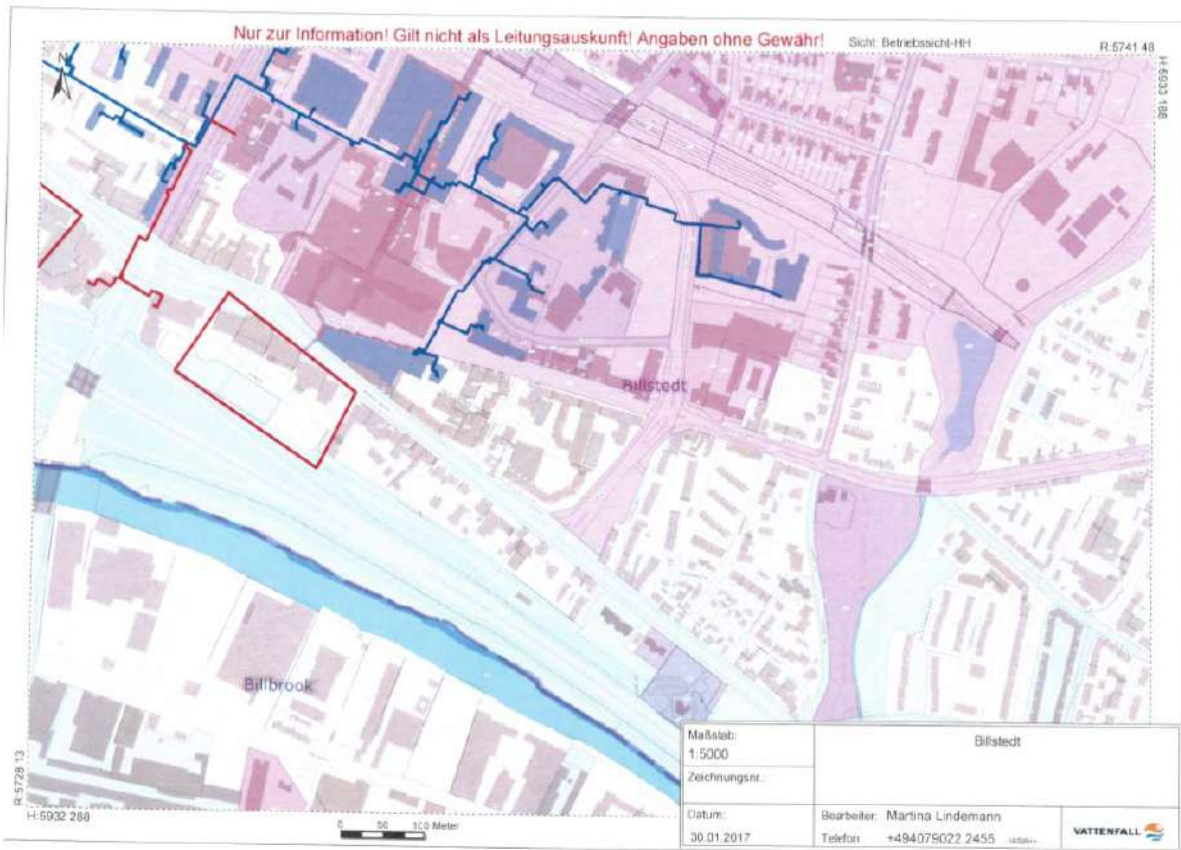 Nur zur Information! Gilt nicht als Leitungsauskunft! Angaben ohne Gewähr!
Sicht: Betriebssicht-HH
R:5741 48
H:5933 188
N
Billstedt
Billbrook
R:5728 13
H:5932 288
0 50 100 Meter
Maßstab:
1:5000
Zeichnungsnr.:
Datum:
30.01.2017
Billstedt
Bearbeiter: Martina Lindemann
Telefon +494079022 2455
VATTENFALL